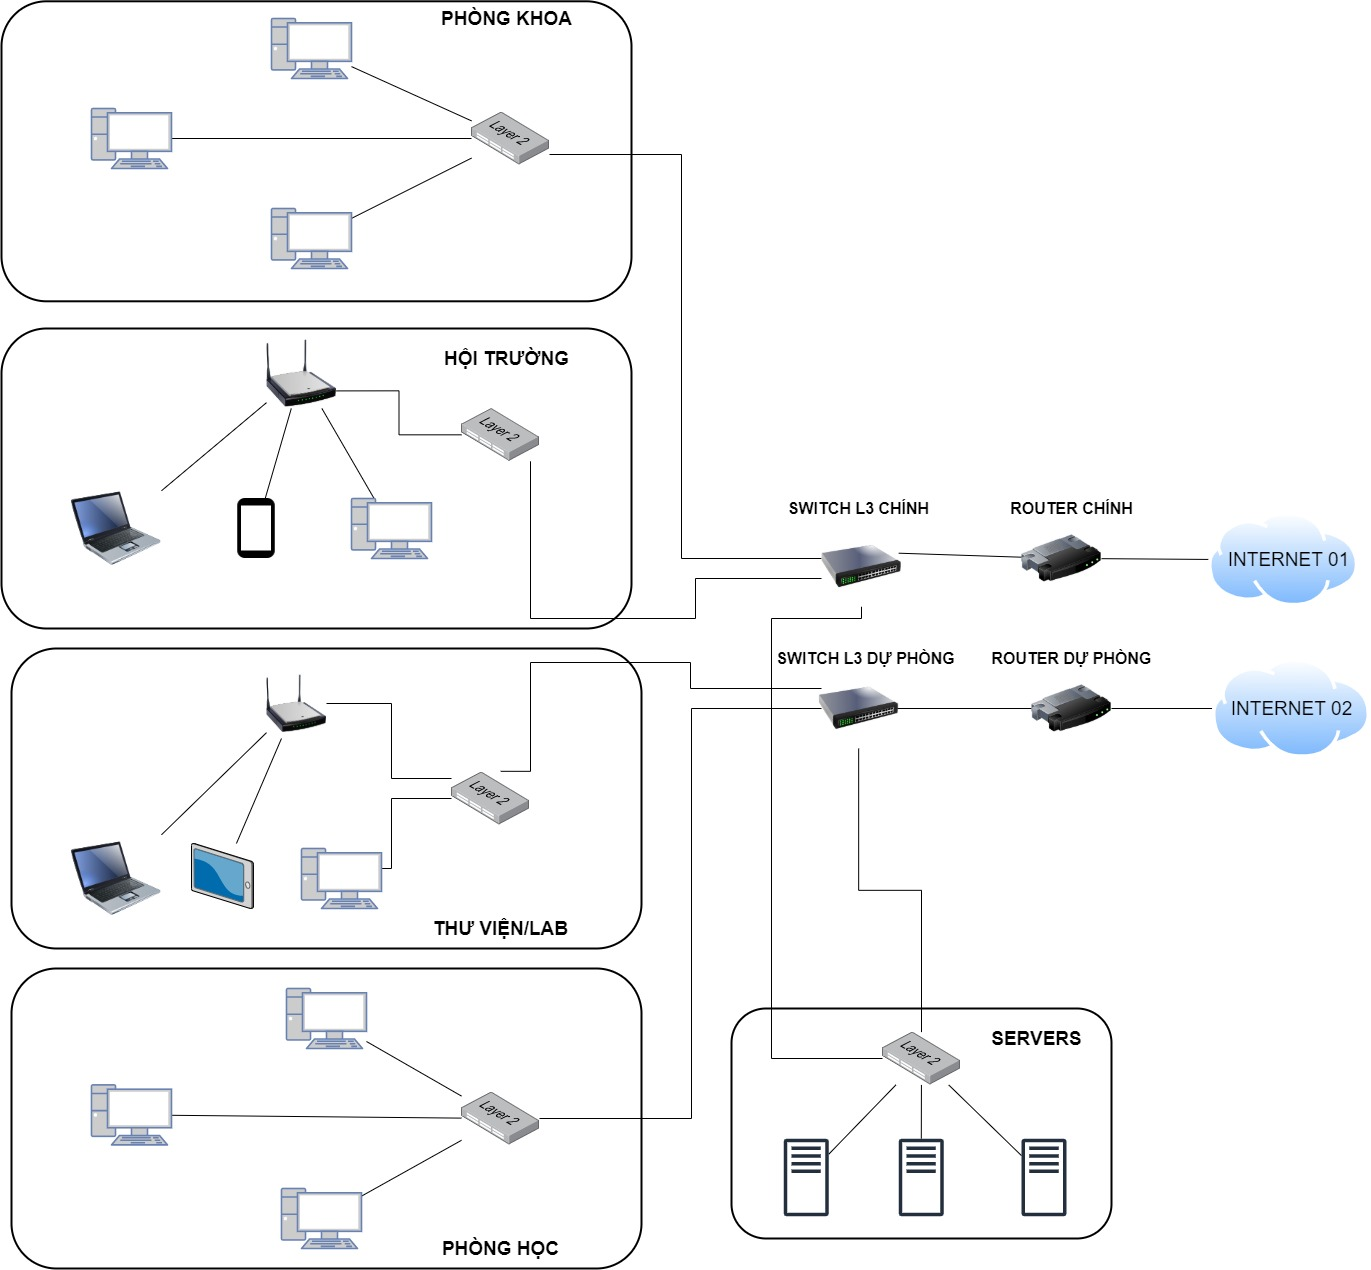 PHÒNG KHOA
Layer 2
HỘI TRƯỜNG
Layer 2
SWITCH L3 CHÍNH
ROUTER CHÍNH
INTERNET 01
SWITCH L3 DỰ PHÒNG
ROUTER DỰ PHÒNG
INTERNET 02
Layer 2
THƯ VIỆN/LAB
SERVERS
Layer 2
Layer 2
PHÒNG HỌC